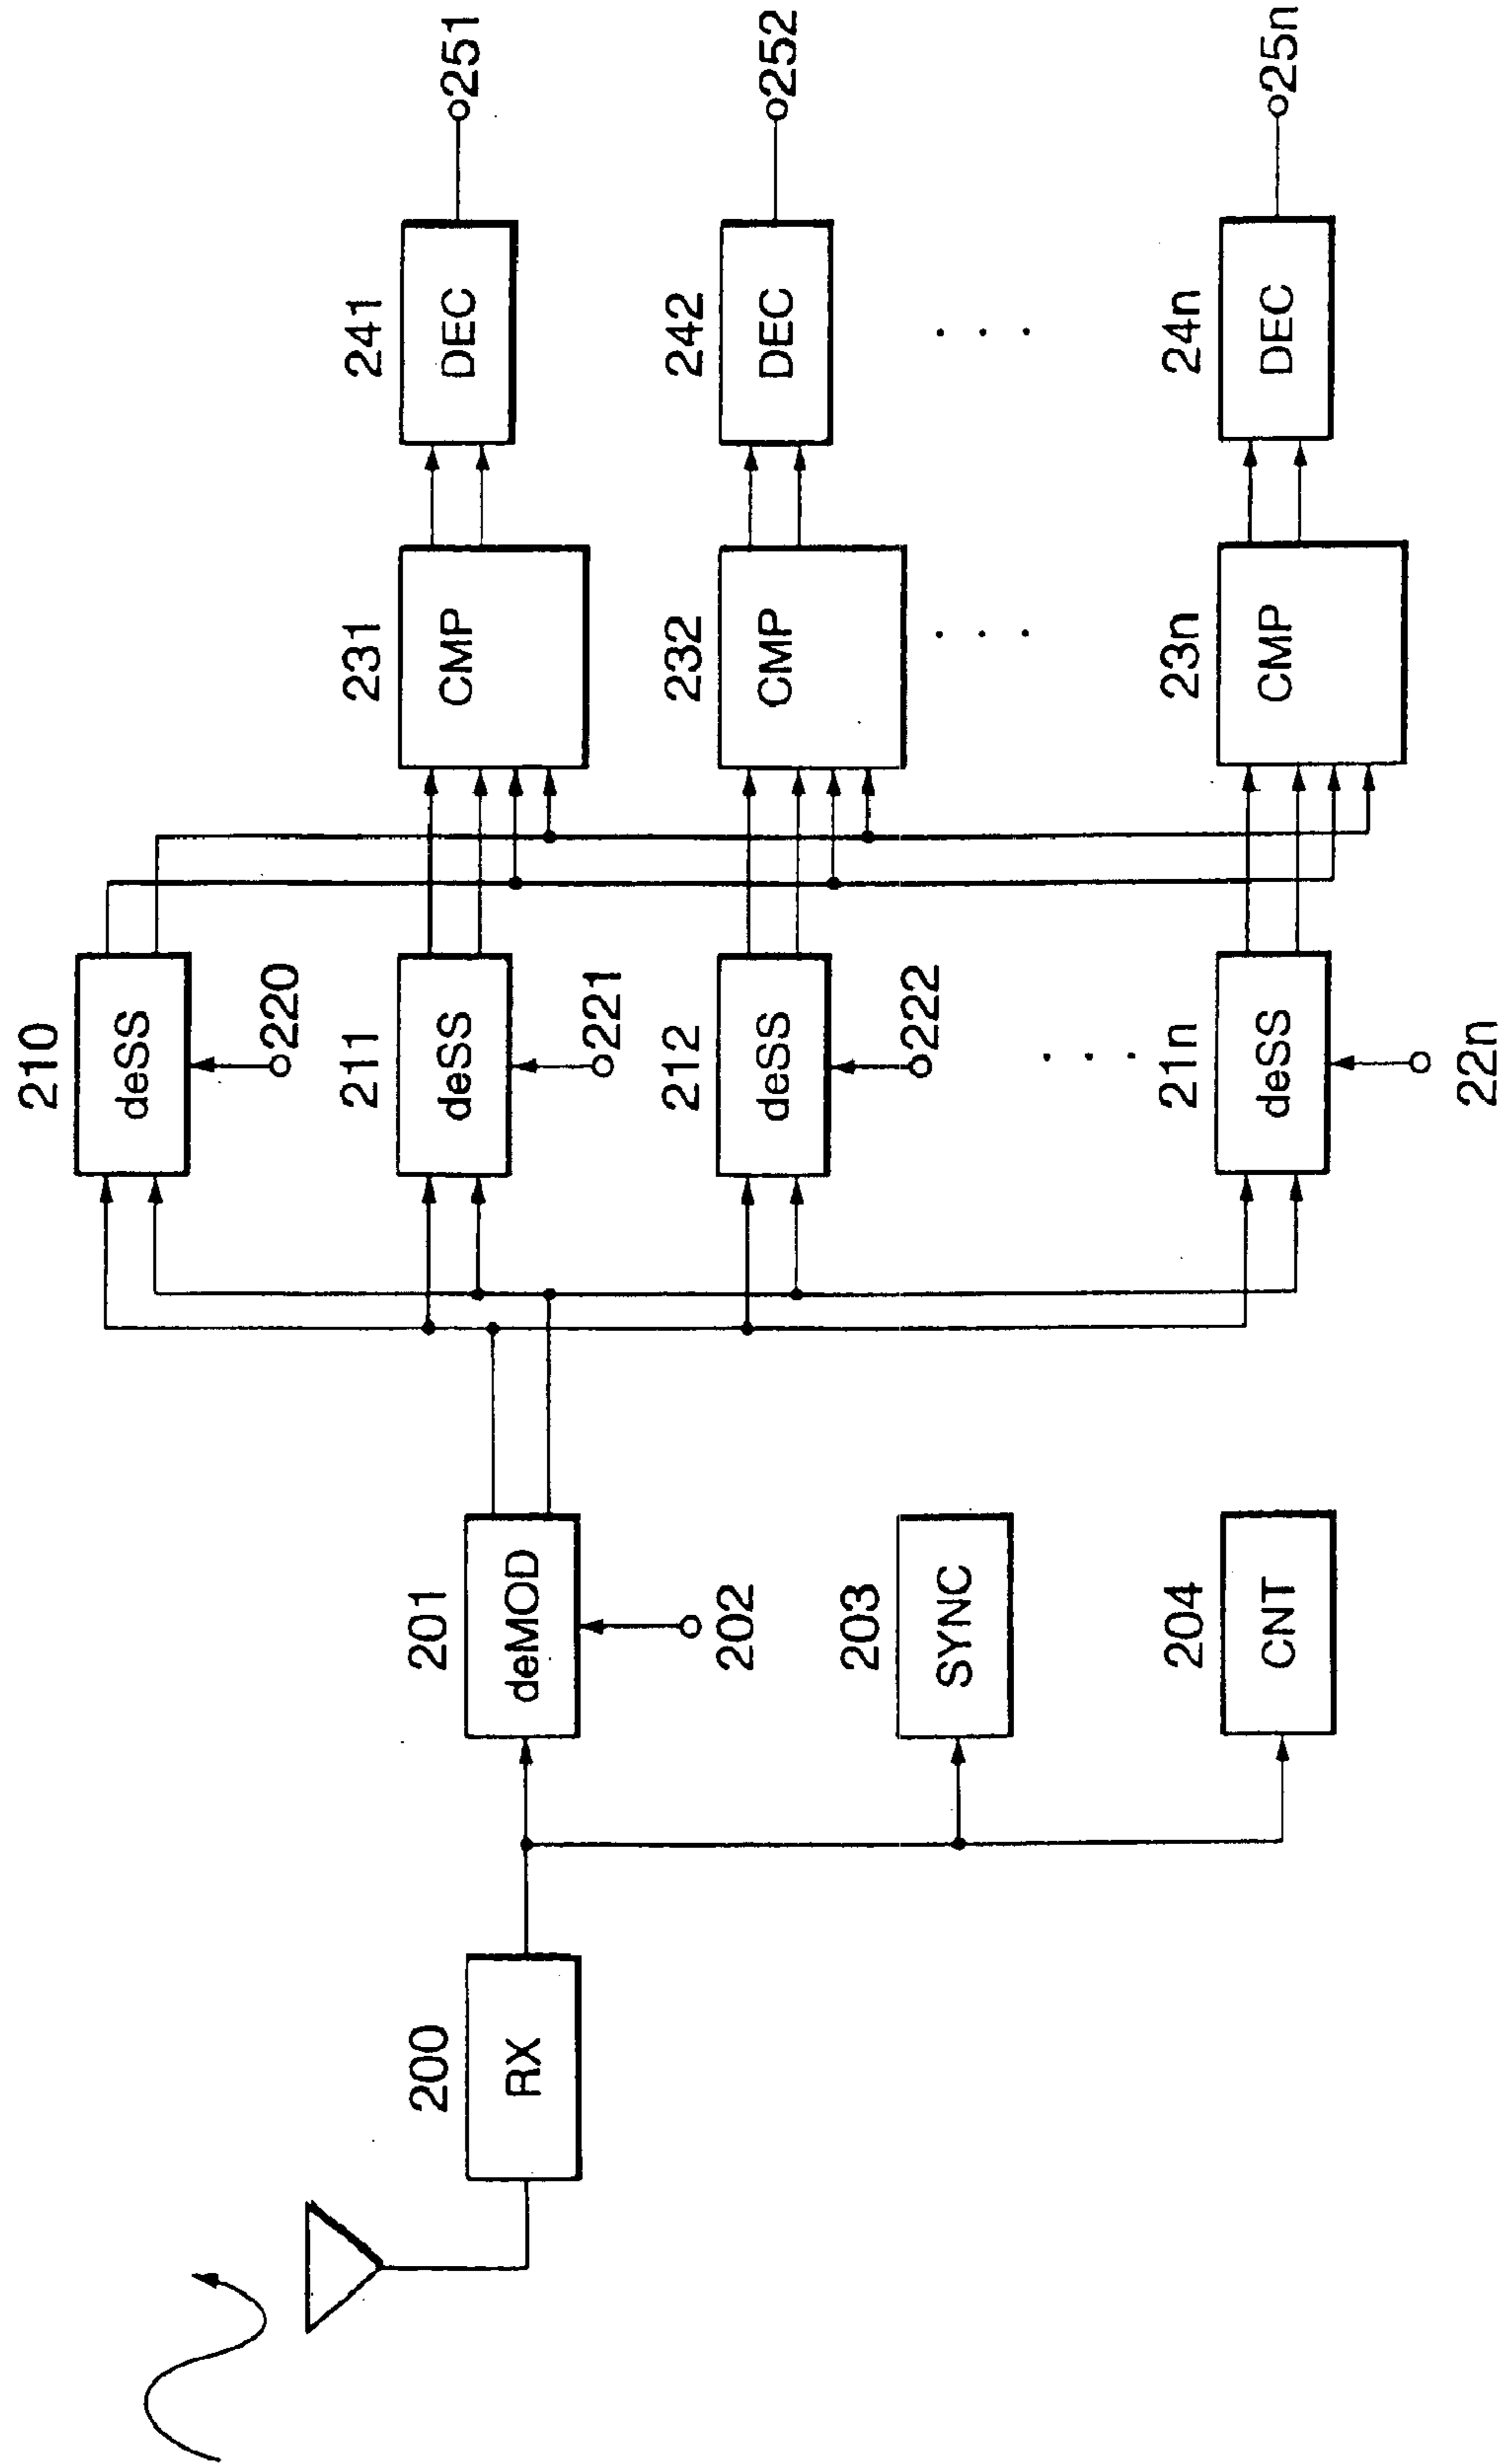 200
RX
201
deMOD
202
203
SYNC
204
CNT
210
deSS
220
211
deSS
221
212
deSS
222
. . .
21n
deSS
22n
231
CMP
232
CMP
. . .
23n
CMP
241
DEC
242
DEC
. . .
24n
DEC
251
252
25n